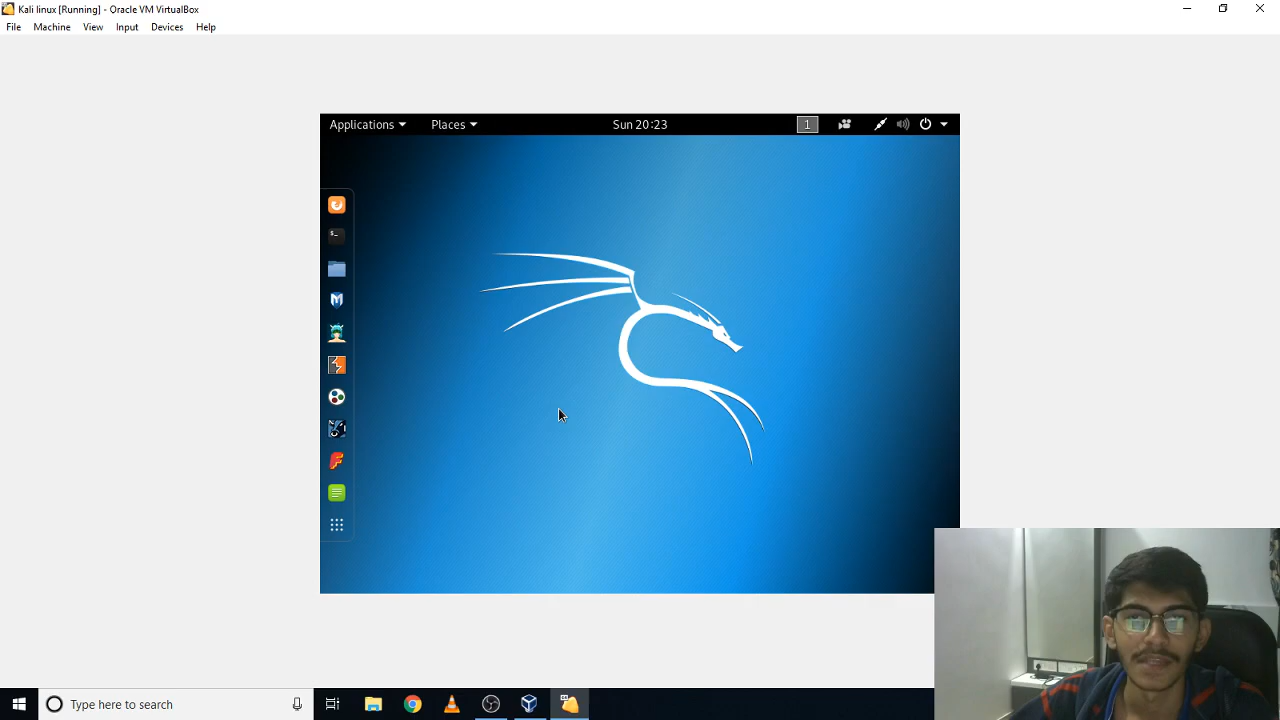 Kali linux [Running] - Oracle VM VirtualBox
File Machine View Input Devices Help
Applications Places Sun 20:23 1
$-
Type here to search